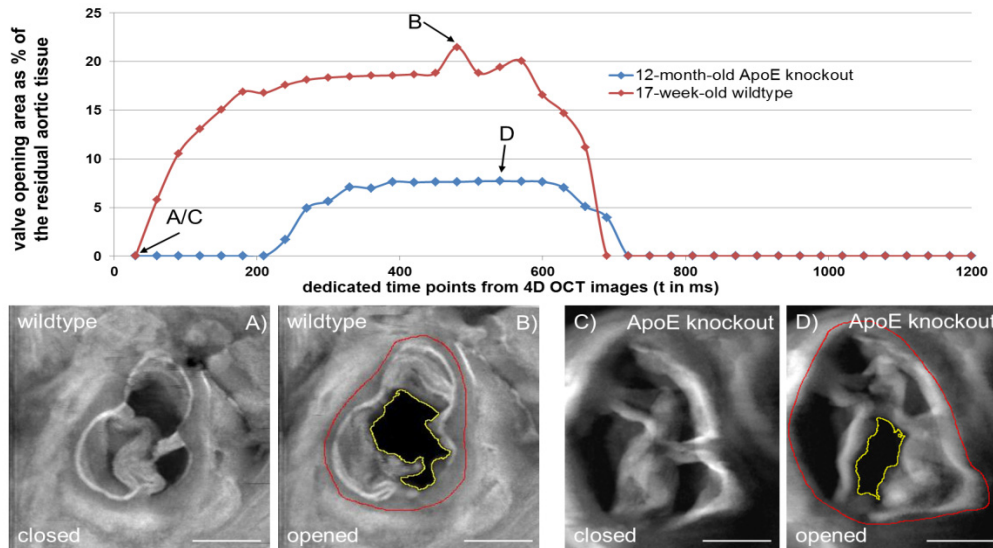 valve opening area as % of
the residual aortic tissue
25
20
15
10
5
0
B
D
A/C
12-month-old ApoE knockout
17-week-old wildtype
0 200 400 600 800 1000 1200
dedicated time points from 4D OCT images (t in ms)
wildtype A)
closed
wildtype B)
opened
C) ApoE knockout
closed
D) ApoE knockout
opened